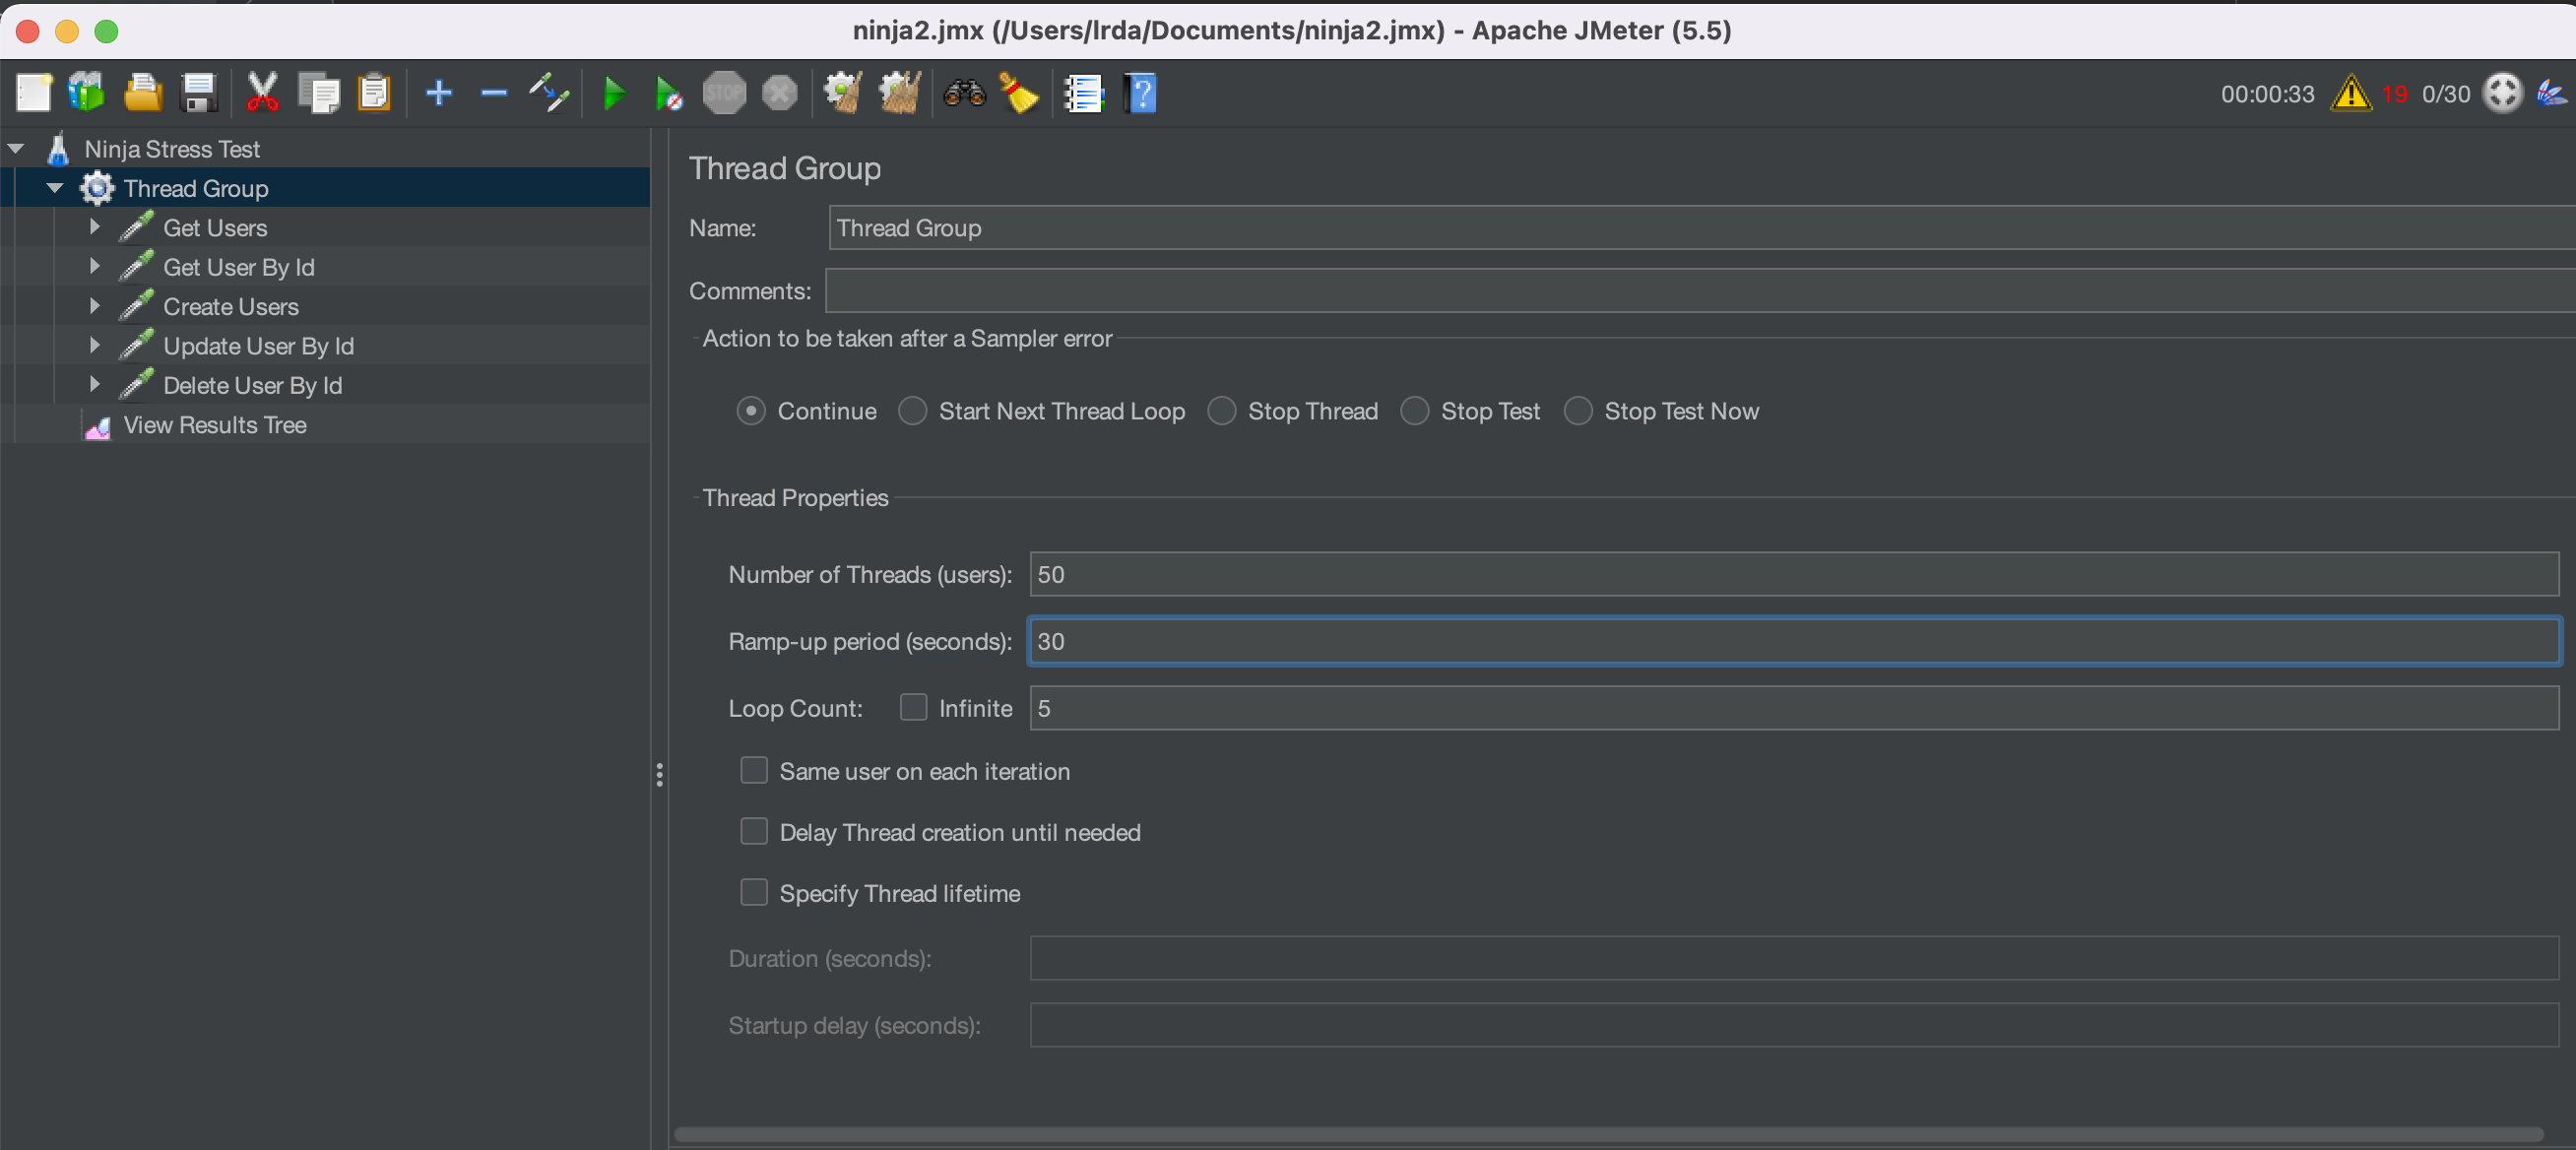 ninja2.jmx (/Users/lrda/Documents/ninja2.jmx) - Apache JMeter (5.5)
STOP
00:00:33 19 0/30
Ninja Stress Test
Thread Group
Get Users
Get User By Id
Create Users
Update User By Id
Delete User By Id
View Results Tree
Thread Group
Name: Thread Group
Comments:
Action to be taken after a Sampler error
Continue Start Next Thread Loop Stop Thread Stop Test Stop Test Now
Thread Properties
Number of Threads (users): 50
Ramp-up period (seconds): 30
Loop Count: Infinite 5
Same user on each iteration
Delay Thread creation until needed
Specify Thread lifetime
Duration (seconds):
Startup delay (seconds):